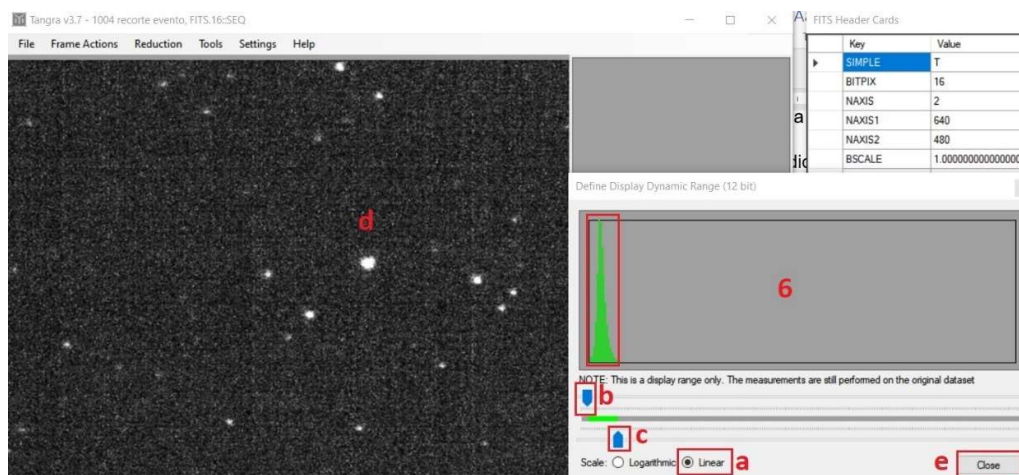 Tangra v3.7 - 1004 recorte evento, FITS.16::SEQ
File Frame Actions Reduction Tools Settings Help
FITS Header Cards
Key Value
SIMPLE T
BITPIX 16
NAXIS 2
NAXIS1 640
NAXIS2 480
BSCALE 1.0000000000000000
Define Display Dynamic Range (12 bit)
d
6
NOTE: This is a display range only. The measurements are still performed on the original dataset
b
c
Scale: Logarithmic Linear a e Close